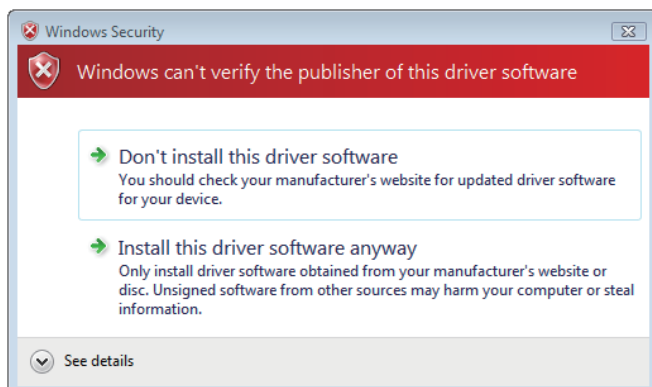 Windows Security
Windows can't verify the publisher of this driver software
Don't install this driver software
You should check your manufacturer's website for updated driver software
for your device.
Install this driver software anyway
Only install driver software obtained from your manufacturer's website or
disc. Unsigned software from other sources may harm your computer or steal
information.
See details